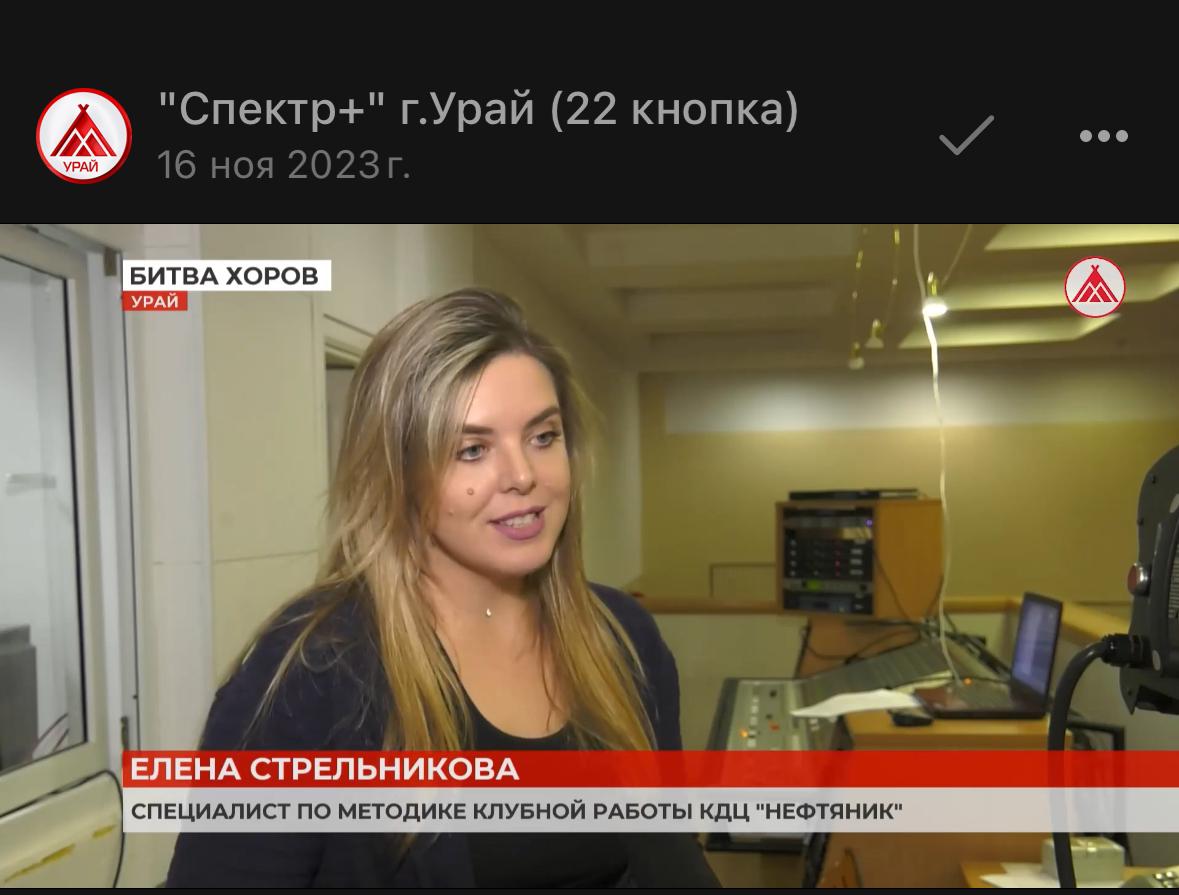 "Спектр+" г.Урай (22 кнопка)
16 ноя 2023 г.
УРАЙ
БИТВА ХОРОВ
УРАЙ
ЕЛЕНА СТРЕЛЬНИКОВА
СПЕЦИАЛИСТ ПО МЕТОДИКЕ КЛУБНОЙ РАБОТЫ КДЦ "НЕФТЯНИК"